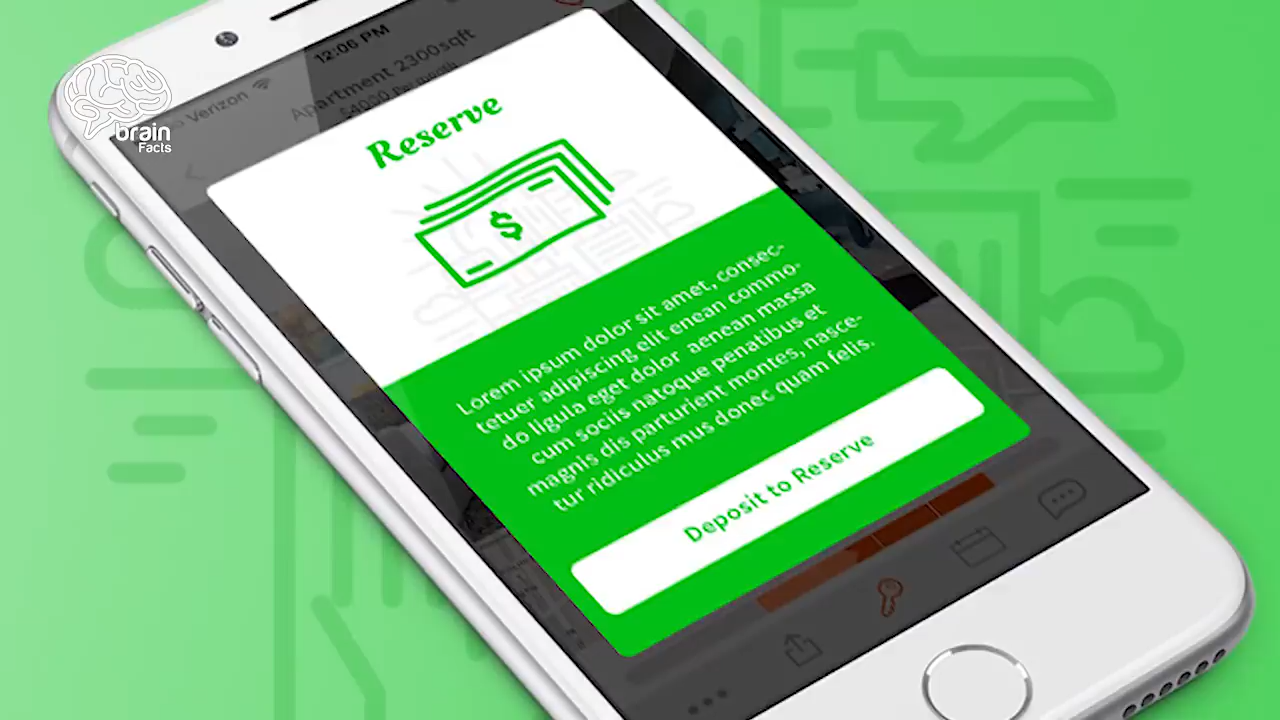 brain
Facts
Verizon
12:06 PM
Apartment 2300sqft
$4000 Per month
Reserve
$
Lorem ipsum dolor sit amet, consec-
tetuer adipiscing elit enean commo-
do ligula eget dolor aenean massa
cum sociis natoque penatibus et
magnis dis parturient montes, nasce-
tur ridiculus mus donec quam felis.
Deposit to Reserve